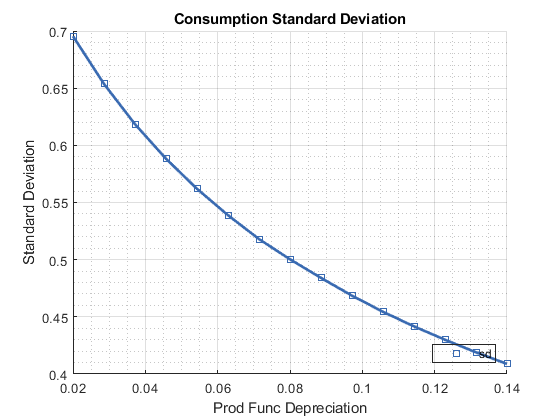 Consumption Standard Deviation
0.7
0.65
0.6
0.55
0.5
0.45
0.4
Standard Deviation
sd
0.02 0.04 0.06 0.08 0.1 0.12 0.14
Prod Func Depreciation